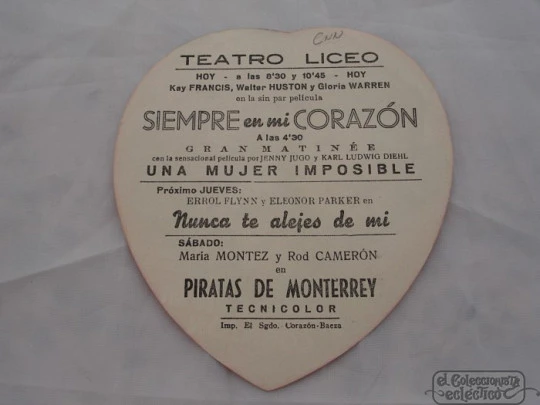 Cnn
TEATRO LICEO
HOY - a las 8'30 y 10'45 - HOY
Kay FRANCIS, Walter HUSTON y Gloria WARREN
en la sin par película
SIEMPRE en mi CORAZÓN
A las 4'30
GRAN MATINÉE
con la sensacional película por JENNY JUGO y KARL LUDWIG DIEHL
UNA MUJER IMPOSIBLE
Próximo JUEVES:
ERROL FLYNN y ELEONOR PARKER en
Nunca te alejes de mi
SÁBADO:
Maria MONTEZ y Rod CAMERÓN
en
PIRATAS DE MONTERREY
TECNICOLOR
Imp. El Sgdo. Corazón-Baeza
el Coleccionista
ecléctico